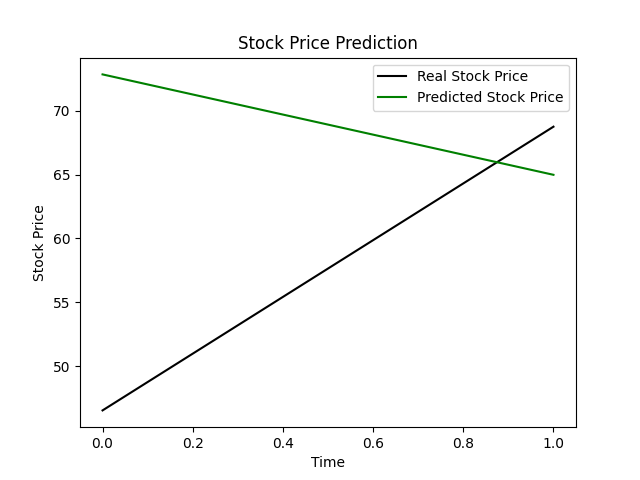 Stock Price Prediction
Real Stock Price
Predicted Stock Price
Stock Price
70
65
60
55
50
0.0 0.2 0.4 0.6 0.8 1.0
Time